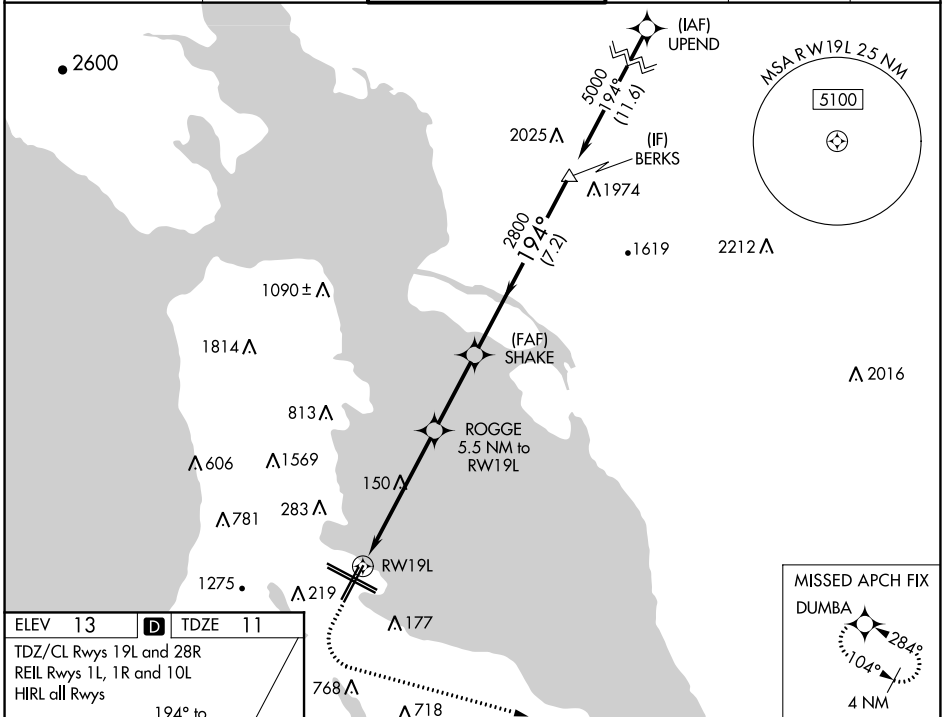 2600
(IAF)
UPEND
MSA RW19L 25 NM
5100
5000
194°
(11.6)
2025
(IF)
BERKS
1974
2800
194°
(7.2)
1619
2212
1090 ±
1814
(FAF)
SHAKE
2016
813
ROGGE
5.5 NM to
RW19L
606
1569
150
781
283
RW19L
1275
219
177
MISSED APCH FIX
DUMBA
284°
104°
4 NM
ELEV 13 D TDZE 11
TDZ/CL Rwys 19L and 28R
REIL Rwys 1L, 1R and 10L
HIRL all Rwys
194° to
768
718